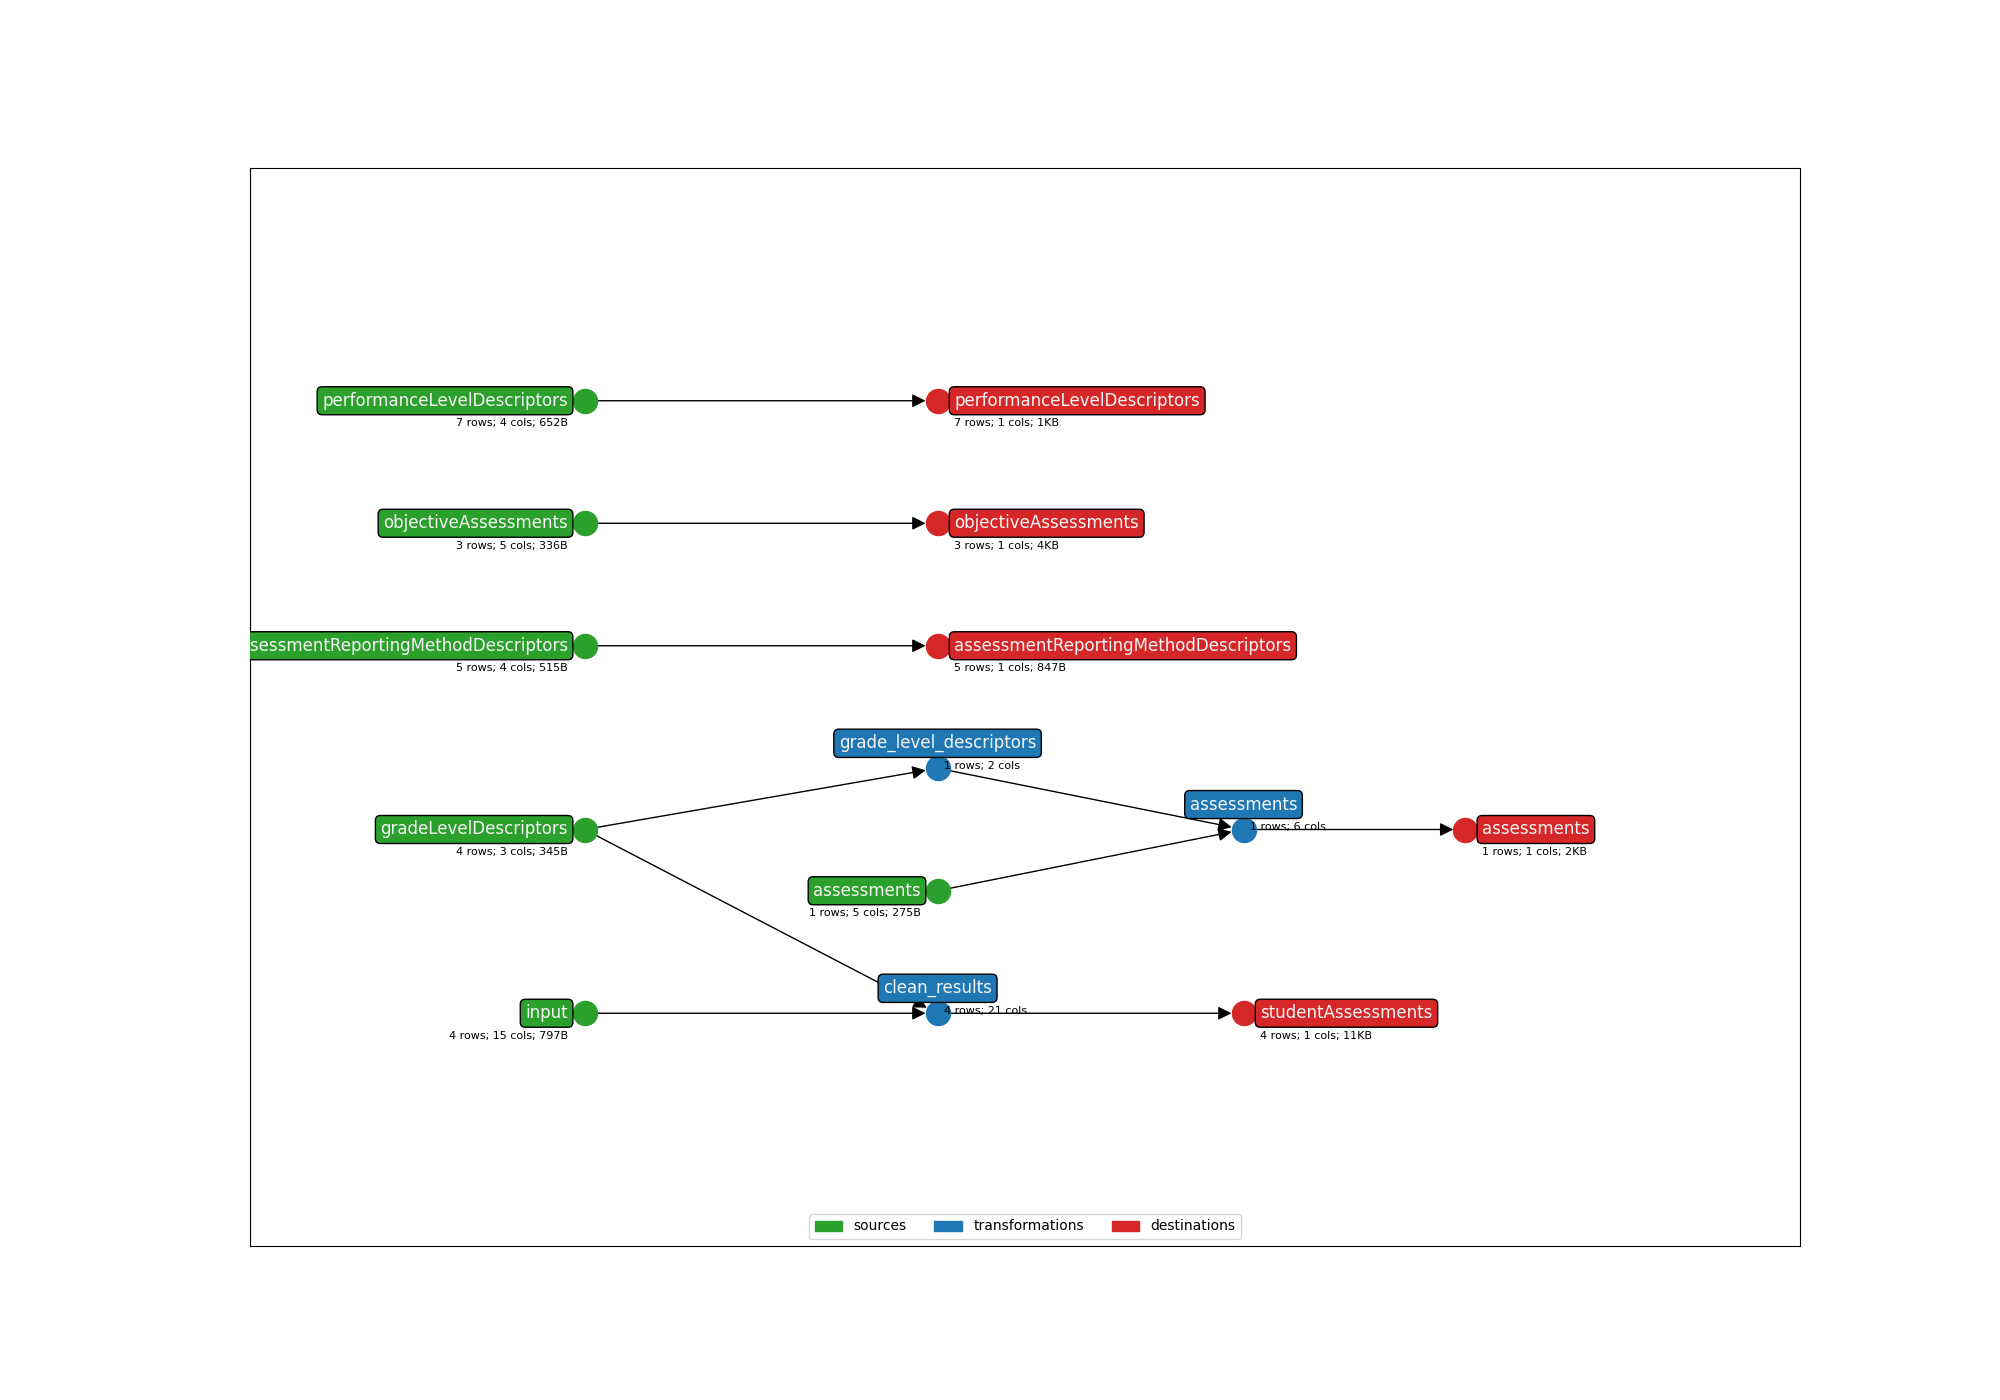 performanceLevelDescriptors
7 rows; 4 cols; 652B
performanceLevelDescriptors
7 rows; 1 cols; 1KB
objectiveAssessments
3 rows; 5 cols; 336B
objectiveAssessments
3 rows; 1 cols; 4KB
sessmentReportingMethodDescriptors
5 rows; 4 cols; 515B
assessmentReportingMethodDescriptors
5 rows; 1 cols; 847B
grade_level_descriptors
1 rows; 2 cols
assessments
1 rows; 6 cols
gradeLevelDescriptors
4 rows; 3 cols; 345B
assessments
1 rows; 1 cols; 2KB
assessments
1 rows; 5 cols; 275B
clean_results
4 rows; 21 cols
input
4 rows; 15 cols; 797B
studentAssessments
4 rows; 1 cols; 11KB
sources
transformations
destinations